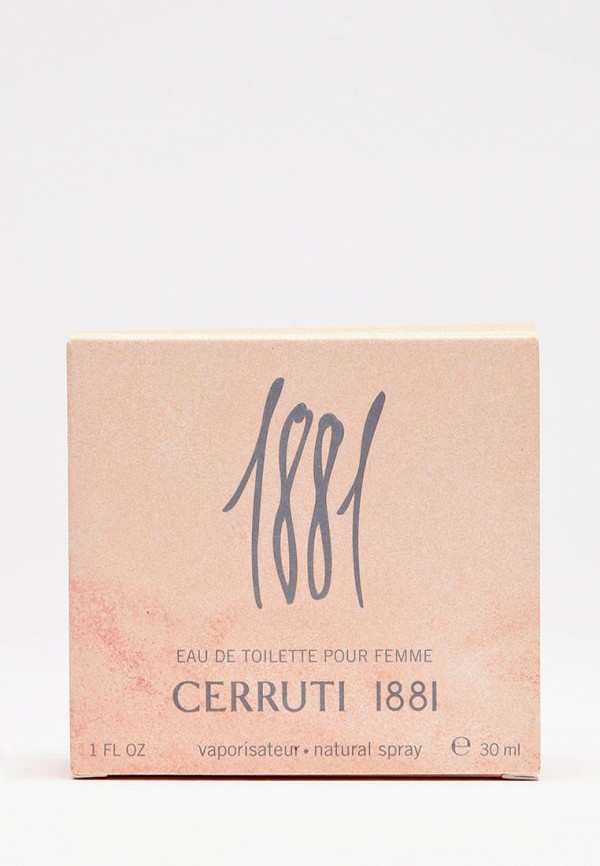 1881
EAU DE TOILETTE POUR FEMME
CERRUTI 1881
1 FL OZ vaporisateur • natural spray ℮ 30 ml